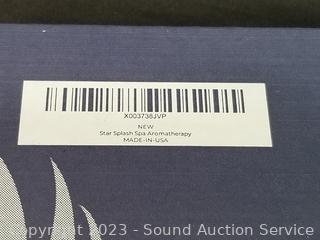 X003738JVP
NEW
Star Splash Spa Aromatherapy
MADE-IN-USA
Copyright 2023 - Sound Auction Service